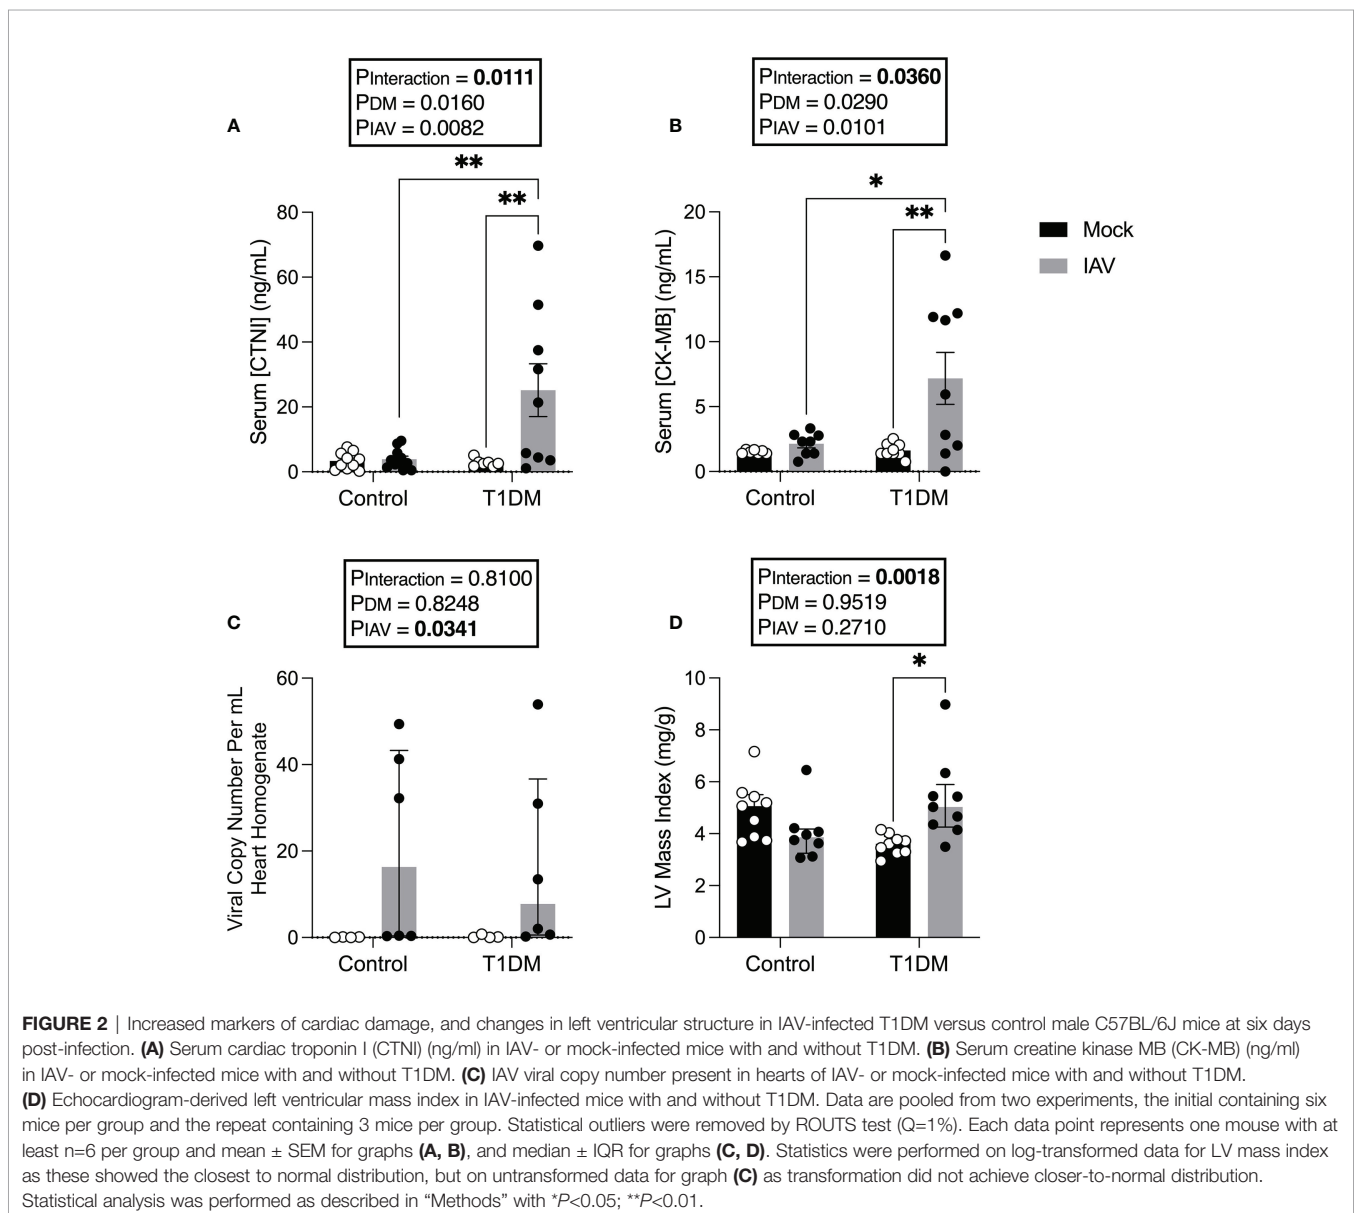 PInteraction = 0.0111
PDM = 0.0160
PIAV = 0.0082
A
**
**
Serum [CTNI] (ng/mL)
80
60
40
20
0
Control
T1DM
PInteraction = 0.0360
PDM = 0.0290
PIAV = 0.0101
B
*
**
Serum [CK-MB] (ng/mL)
20
15
10
5
0
Control
T1DM
Mock
IAV
PInteraction = 0.8100
PDM = 0.8248
PIAV = 0.0341
C
Viral Copy Number Per mL
Heart Homogenate
60
40
20
0
Control
T1DM
PInteraction = 0.0018
PDM = 0.9519
PIAV = 0.2710
D
*
LV Mass Index (mg/g)
10
8
6
4
2
0
Control
T1DM
FIGURE 2 | Increased markers of cardiac damage, and changes in left ventricular structure in IAV-infected T1DM versus control male C57BL/6J mice at six days
post-infection. (A) Serum cardiac troponin I (CTNI) (ng/ml) in IAV- or mock-infected mice with and without T1DM. (B) Serum creatine kinase MB (CK-MB) (ng/ml)
in IAV- or mock-infected mice with and without T1DM. (C) IAV viral copy number present in hearts of IAV- or mock-infected mice with and without T1DM.
(D) Echocardiogram-derived left ventricular mass index in IAV-infected mice with and without T1DM. Data are pooled from two experiments, the initial containing six
mice per group and the repeat containing 3 mice per group. Statistical outliers were removed by ROUTS test (Q=1%). Each data point represents one mouse with at
least n=6 per group and mean ± SEM for graphs (A, B), and median ± IQR for graphs (C, D). Statistics were performed on log-transformed data for LV mass index
as these showed the closest to normal distribution, but on untransformed data for graph (C) as transformation did not achieve closer-to-normal distribution.
Statistical analysis was performed as described in “Methods” with *P<0.05; **P<0.01.